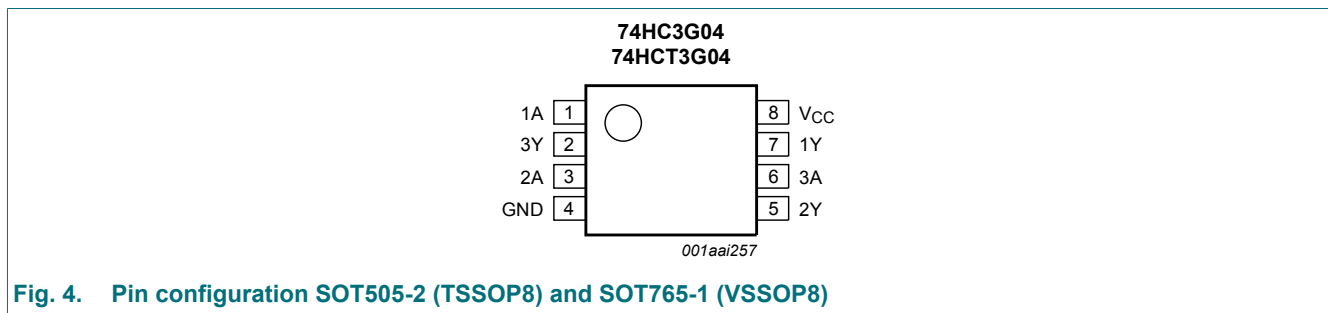 74HC3G04
74HCT3G04
1A 1 8 VCC
3Y 2 7 1Y
2A 3 6 3A
GND 4 5 2Y
001aai257
Fig. 4. Pin configuration SOT505-2 (TSSOP8) and SOT765-1 (VSSOP8)